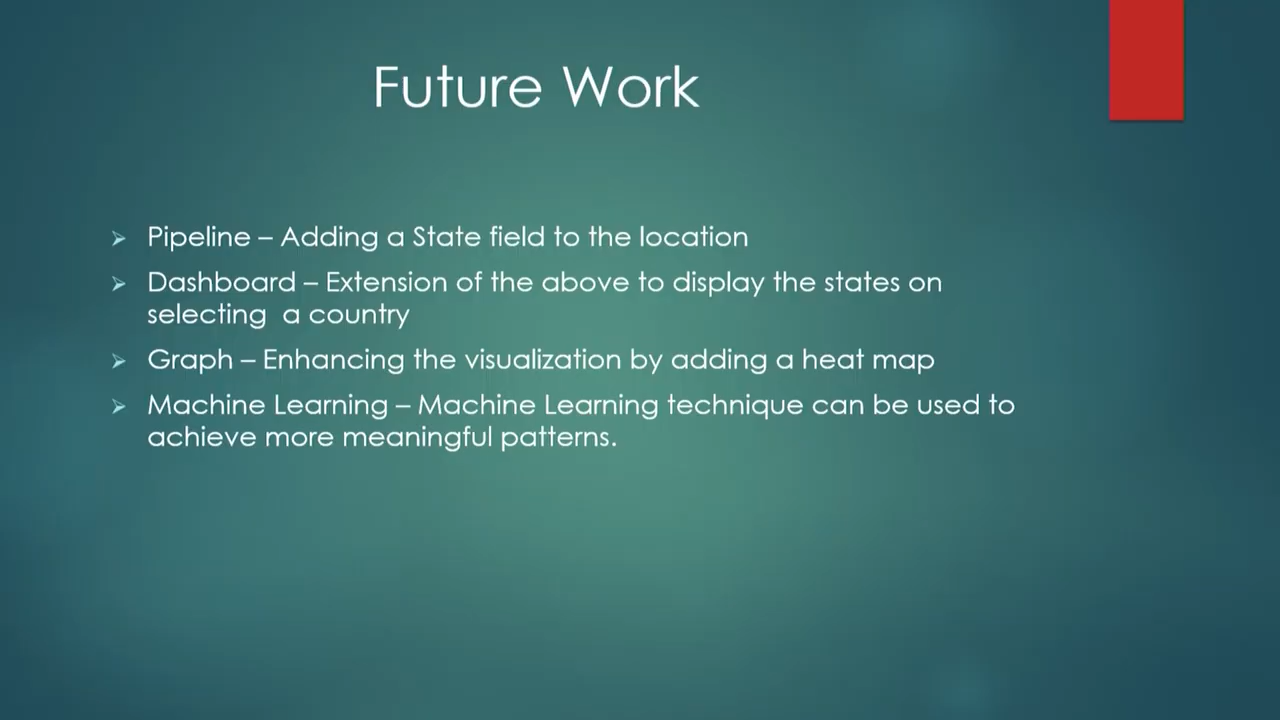 Future Work
Pipeline – Adding a State field to the location
Dashboard – Extension of the above to display the states on
selecting  a country
Graph – Enhancing the visualization by adding a heat map
Machine Learning – Machine Learning technique can be used to
achieve more meaningful patterns.